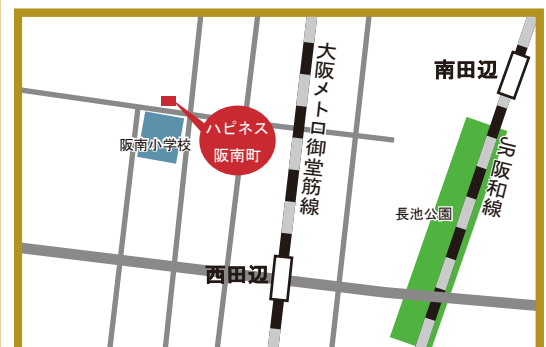 大阪メトロ御堂筋線
南田辺
ハピネス
阪南町
阪南小学校
JR阪和線
長池公園
西田辺